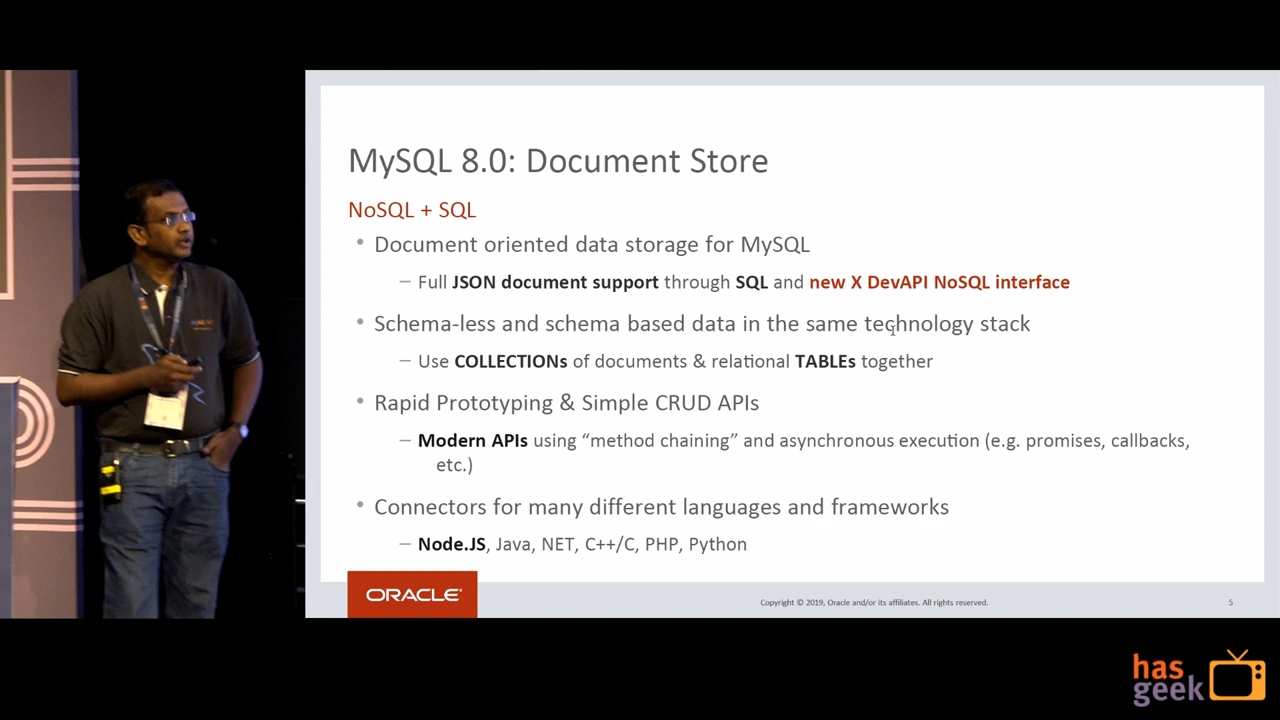 MySQL 8.0: Document Store
NoSQL + SQL
• Document oriented data storage for MySQL
– Full JSON document support through SQL and new X DevAPI NoSQL interface
• Schema-less and schema based data in the same technology stack
– Use COLLECTIONs of documents & relational TABLEs together
• Rapid Prototyping & Simple CRUD APIs
– Modern APIs using “method chaining” and asynchronous execution (e.g. promises, callbacks,
etc.)
• Connectors for many different languages and frameworks
– Node.JS, Java, NET, C++/C, PHP, Python
ORACLE®
Copyright © 2019, Oracle and/or its affiliates. All rights reserved.
5
has
geek